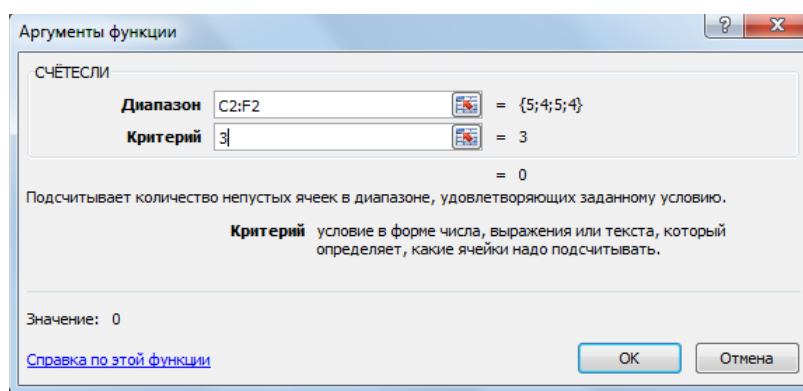 Аргументы функции
СЧЁТЕСЛИ
Диапазон C2:F2 = {5;4;5;4}
Критерий 3 = 3
= 0
Подсчитывает количество непустых ячеек в диапазоне, удовлетворяющих заданному условию.
Критерий условие в форме числа, выражения или текста, который
определяет, какие ячейки надо подсчитывать.
Значение: 0
Справка по этой функции OK Отмена